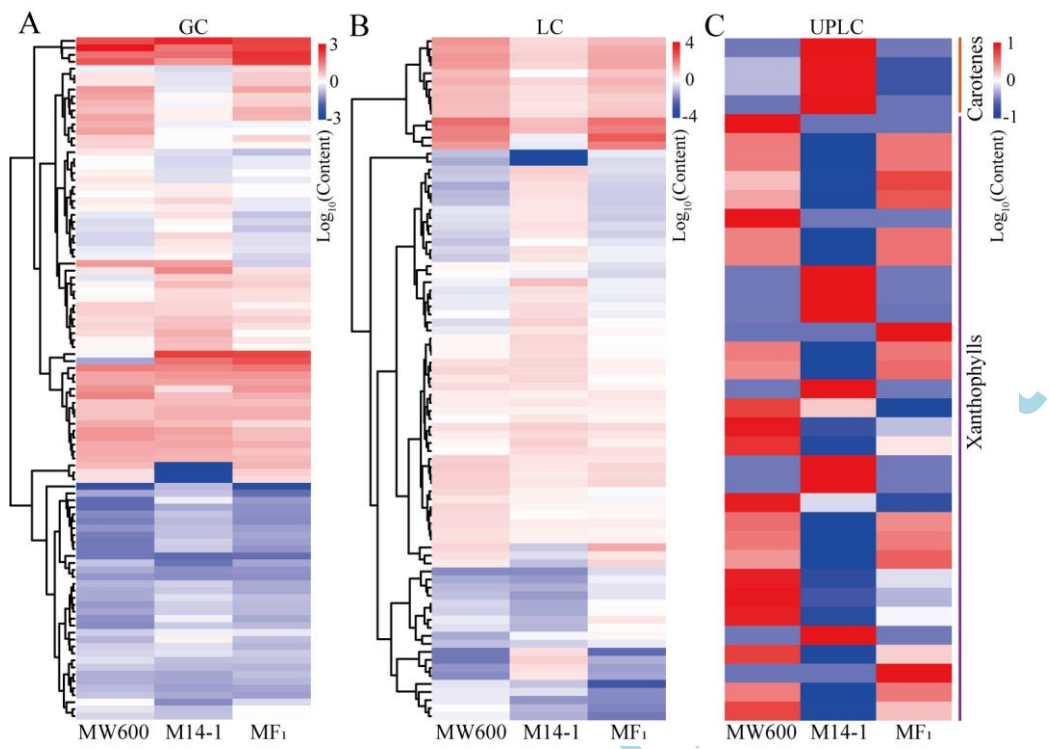 A
GC
3
0
-3
Log₁₀(Content)
MW600 M14-1 MF₁
B
LC
4
0
-4
Log₁₀(Content)
MW600 M14-1 MF₁
C
UPLC
Carotenes
Xanthophylls
1
0
-1
Log₁₀(Content)
MW600 M14-1 MF₁